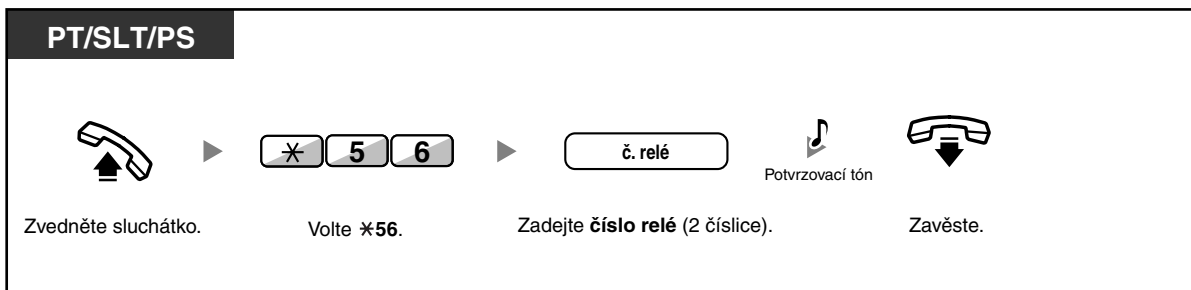 PT/SLT/PS
✳ 5 6
č. relé
Potvrzovací tón
Zvedněte sluchátko.
Volte ✳56.
Zadejte číslo relé (2 číslice).
Zavěste.